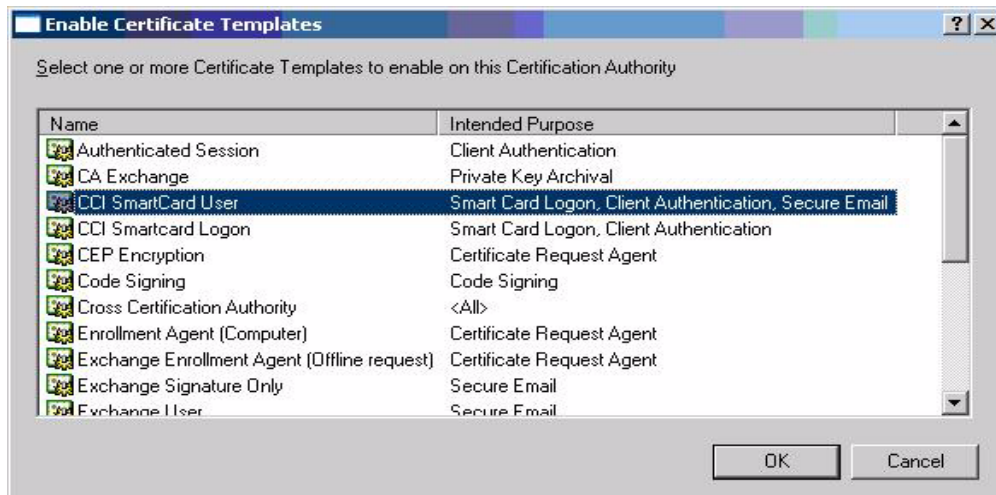 Enable Certificate Templates
Select one or more Certificate Templates to enable on this Certification Authority
Name Intended Purpose
Authenticated Session Client Authentication
CA Exchange Private Key Archival
CCI SmartCard User Smart Card Logon, Client Authentication, Secure Email
CCI Smartcard Logon Smart Card Logon, Client Authentication
CEP Encryption Certificate Request Agent
Code Signing Code Signing
Cross Certification Authority <All>
Enrollment Agent (Computer) Certificate Request Agent
Exchange Enrollment Agent (Offline request) Certificate Request Agent
Exchange Signature Only Secure Email
Exchange User Secure Email
OK Cancel